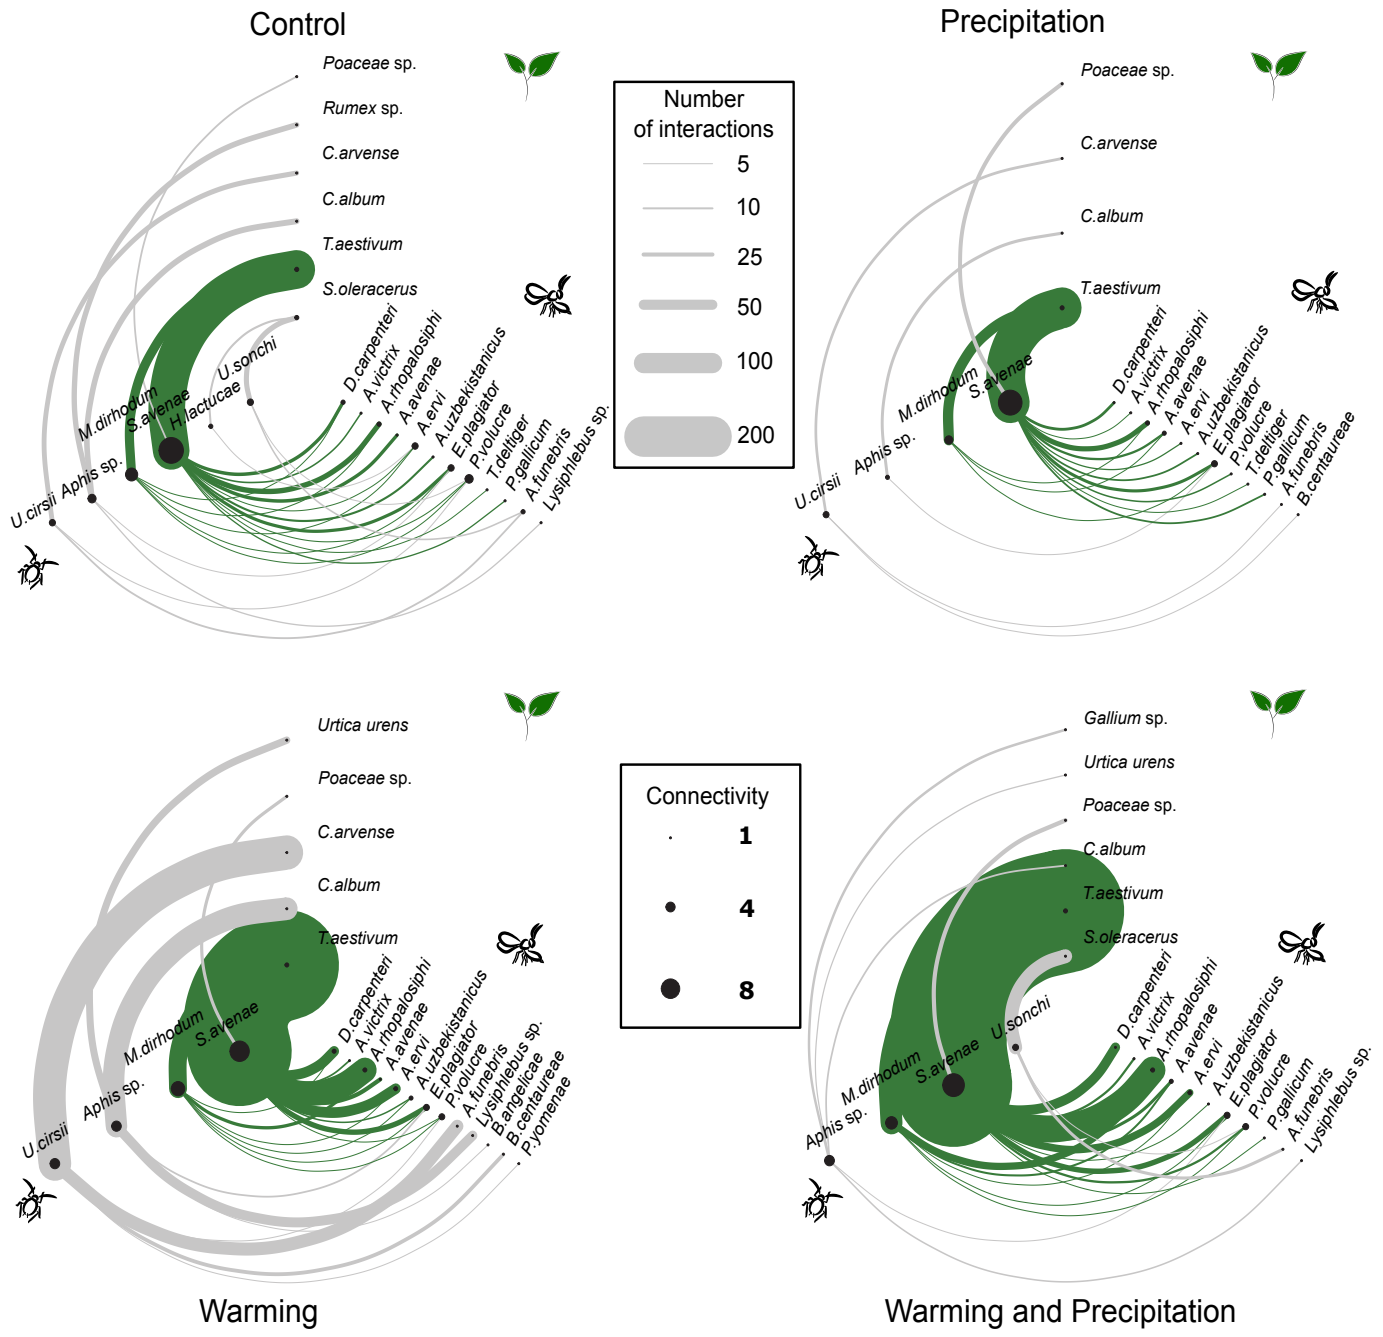 Control
Poaceae sp.
Rumex sp.
C.arvense
C.album
T.aestivum
S.oleracerus
U.sonchi
H.lactucae
S.avenae
M.dirhodum
Aphis sp.
U.cirsii
D.carpenteri
A.victrix
A.rhopalosiphi
A.avenae
A.ervi
A.uzbekistanicus
E.plagiator
P.volucre
T.deltiger
P.gallicum
A.funebris
Lysiphlebus sp.
Number
of interactions
5
10
25
50
100
200
Precipitation
Poaceae sp.
C.arvense
C.album
T.aestivum
S.avenae
M.dirhodum
Aphis sp.
U.cirsii
D.carpenteri
A.victrix
A.rhopalosiphi
A.avenae
A.ervi
A.uzbekistanicus
E.plagiator
P.volucre
T.deltiger
P.gallicum
A.funebris
B.centaureae
Urtica urens
Poaceae sp.
C.arvense
C.album
T.aestivum
S.avenae
M.dirhodum
Aphis sp.
U.cirsii
D.carpenteri
A.victrix
A.rhopalosiphi
A.avenae
A.ervi
A.uzbekistanicus
E.plagiator
P.volucre
A.funebris
Lysiphlebus sp.
B.angelicae
B.centaureae
P.yomenae
Warming
Connectivity
1
4
8
Gallium sp.
Urtica urens
Poaceae sp.
C.album
T.aestivum
S.oleracerus
U.sonchi
S.avenae
M.dirhodum
Aphis sp.
D.carpenteri
A.victrix
A.rhopalosiphi
A.avenae
A.ervi
A.uzbekistanicus
E.plagiator
P.volucre
P.gallicum
A.funebris
Lysiphlebus sp.
Warming and Precipitation